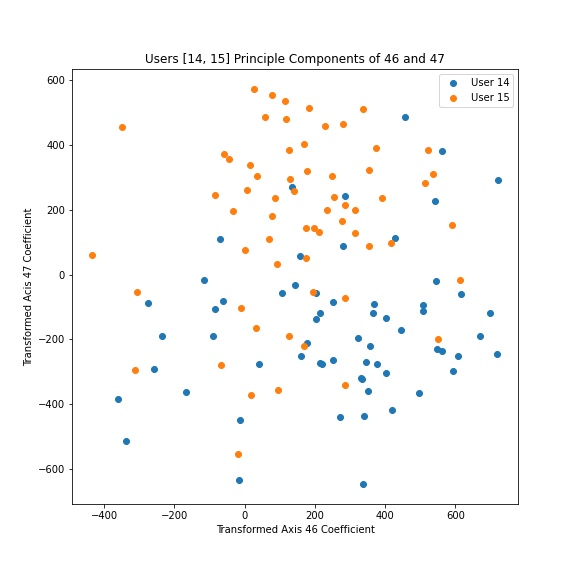 Users [14, 15] Principle Components of 46 and 47
User 14
User 15
600
400
200
0
−200
−400
−600
Transformed Acis 47 Coefficient
−400
−200
0
200
400
600
Transformed Axis 46 Coefficient